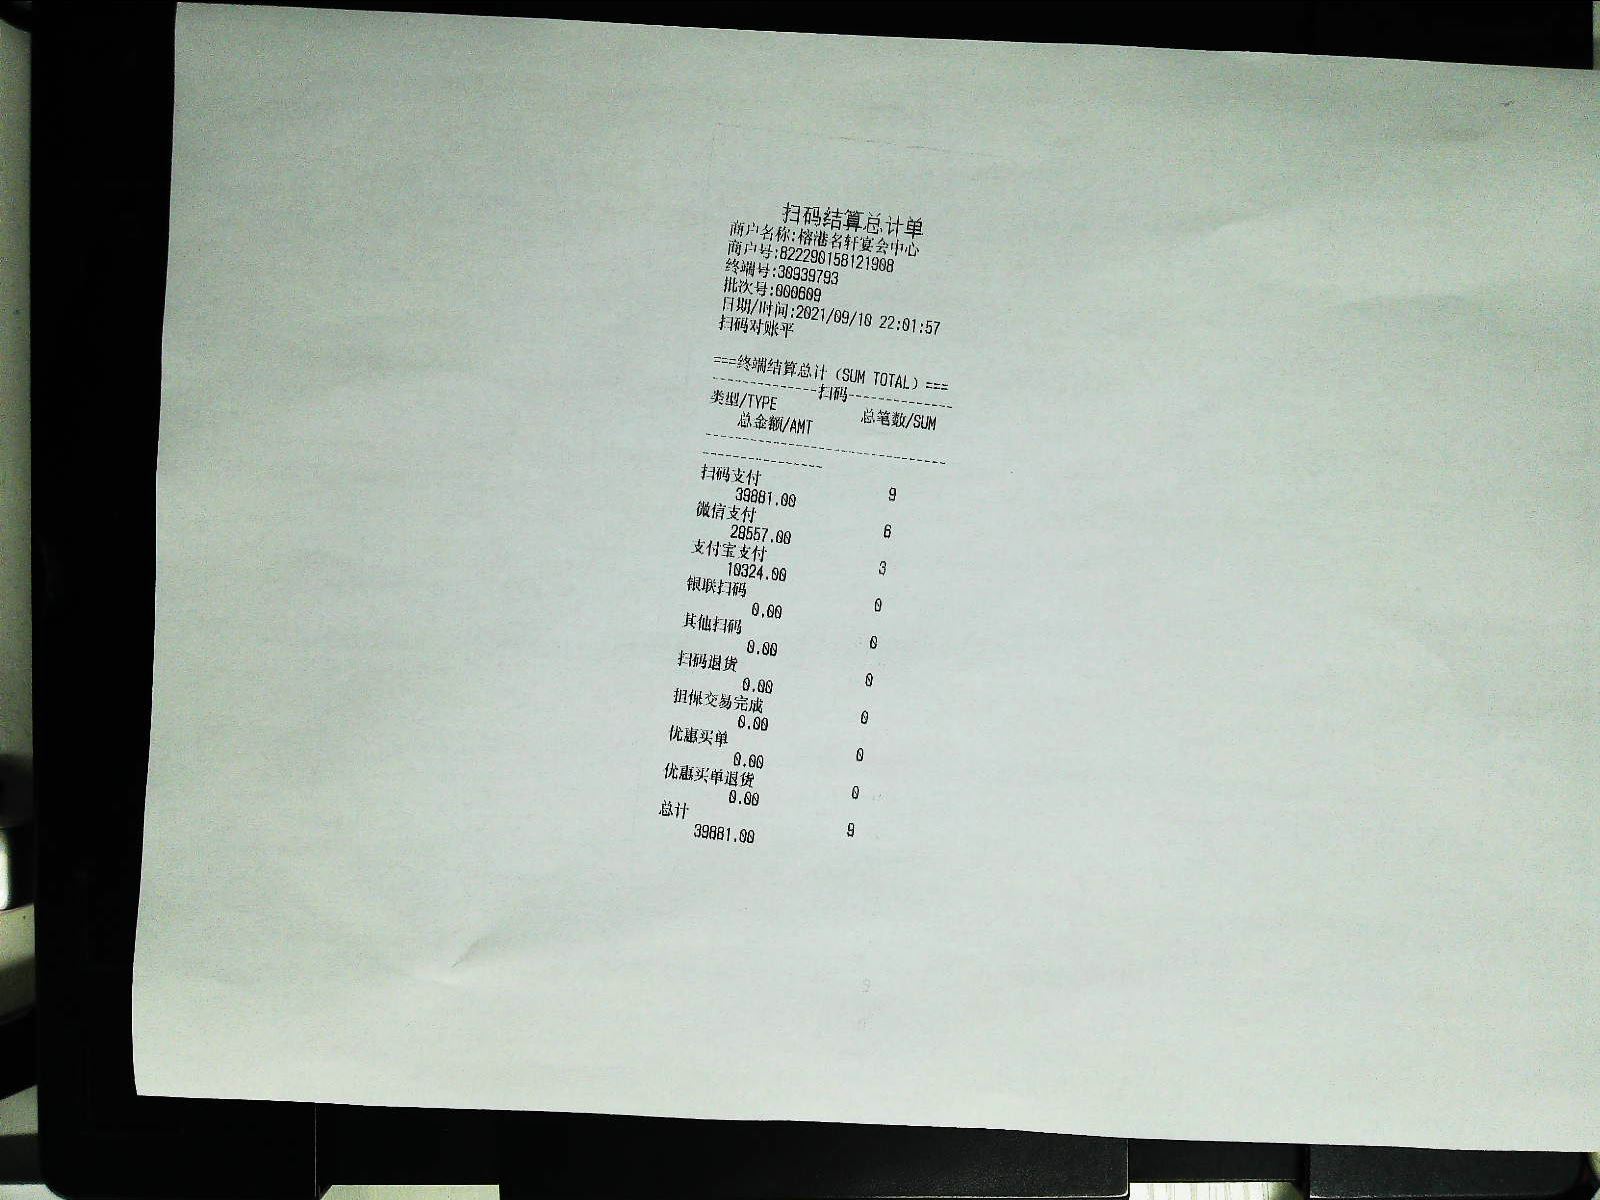 扫码结算总计单
商户名称:榕港名轩宴会中心
商户号:822290158121908
终端号:30939793
批次号:000609
日期/时间:2021/09/10 22:01:57
扫码对账平
===终端结算总计（SUM TOTAL）===
---------------扫码---------------
类型/TYPE 总笔数/SUM
总金额/AMT
扫码支付 9
39881.00
微信支付 6
29557.00
支付宝支付 3
10324.00
银联扫码 0
0.00
其他扫码 0
0.00
扫码退货 0
0.00
担保交易完成 0
0.00
优惠买单 0
0.00
优惠买单退货 0
0.00
总计 9
39881.00